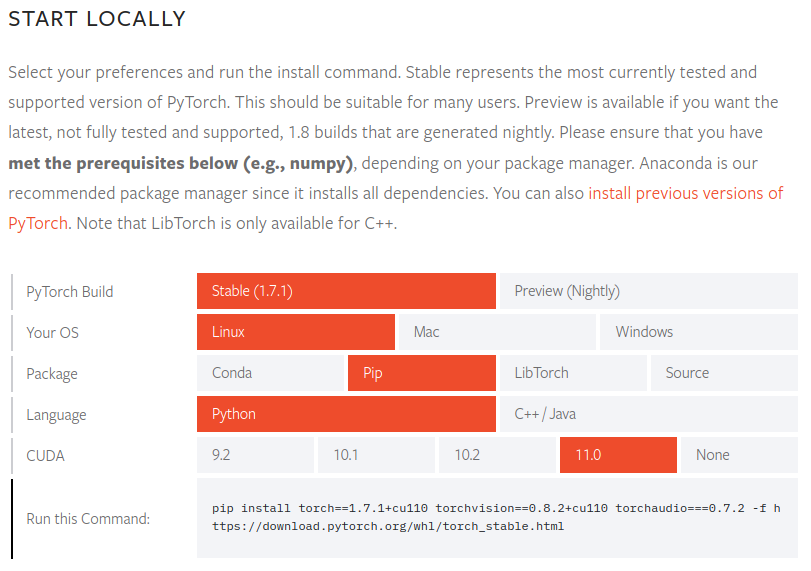 START LOCALLY
Select your preferences and run the install command. Stable represents the most currently tested and
supported version of PyTorch. This should be suitable for many users. Preview is available if you want the
latest, not fully tested and supported, 1.8 builds that are generated nightly. Please ensure that you have
met the prerequisites below (e.g., numpy), depending on your package manager. Anaconda is our
recommended package manager since it installs all dependencies. You can also install previous versions of
PyTorch. Note that LibTorch is only available for C++.
PyTorch Build Stable (1.7.1) Preview (Nightly)
Your OS Linux Mac Windows
Package Conda Pip LibTorch Source
Language Python C++ / Java
CUDA 9.2 10.1 10.2 11.0 None
Run this Command: pip install torch==1.7.1+cu110 torchvision==0.8.2+cu110 torchaudio===0.7.2 -f h
ttps://download.pytorch.org/whl/torch_stable.html